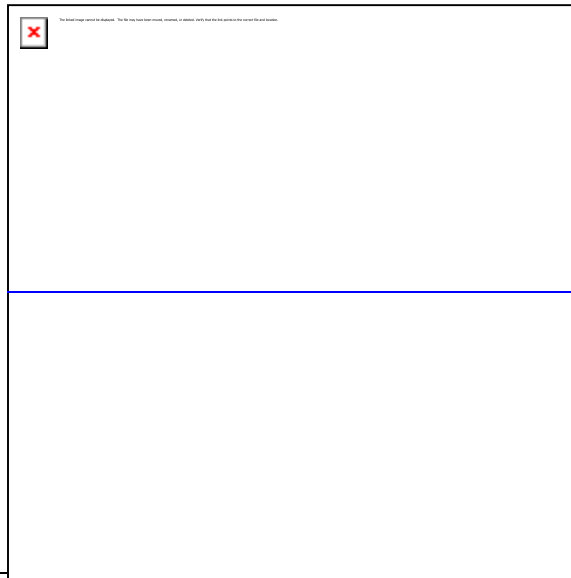 The linked image cannot be displayed. The file may have been moved, renamed, or deleted. Verify that the link points to the correct file and location.